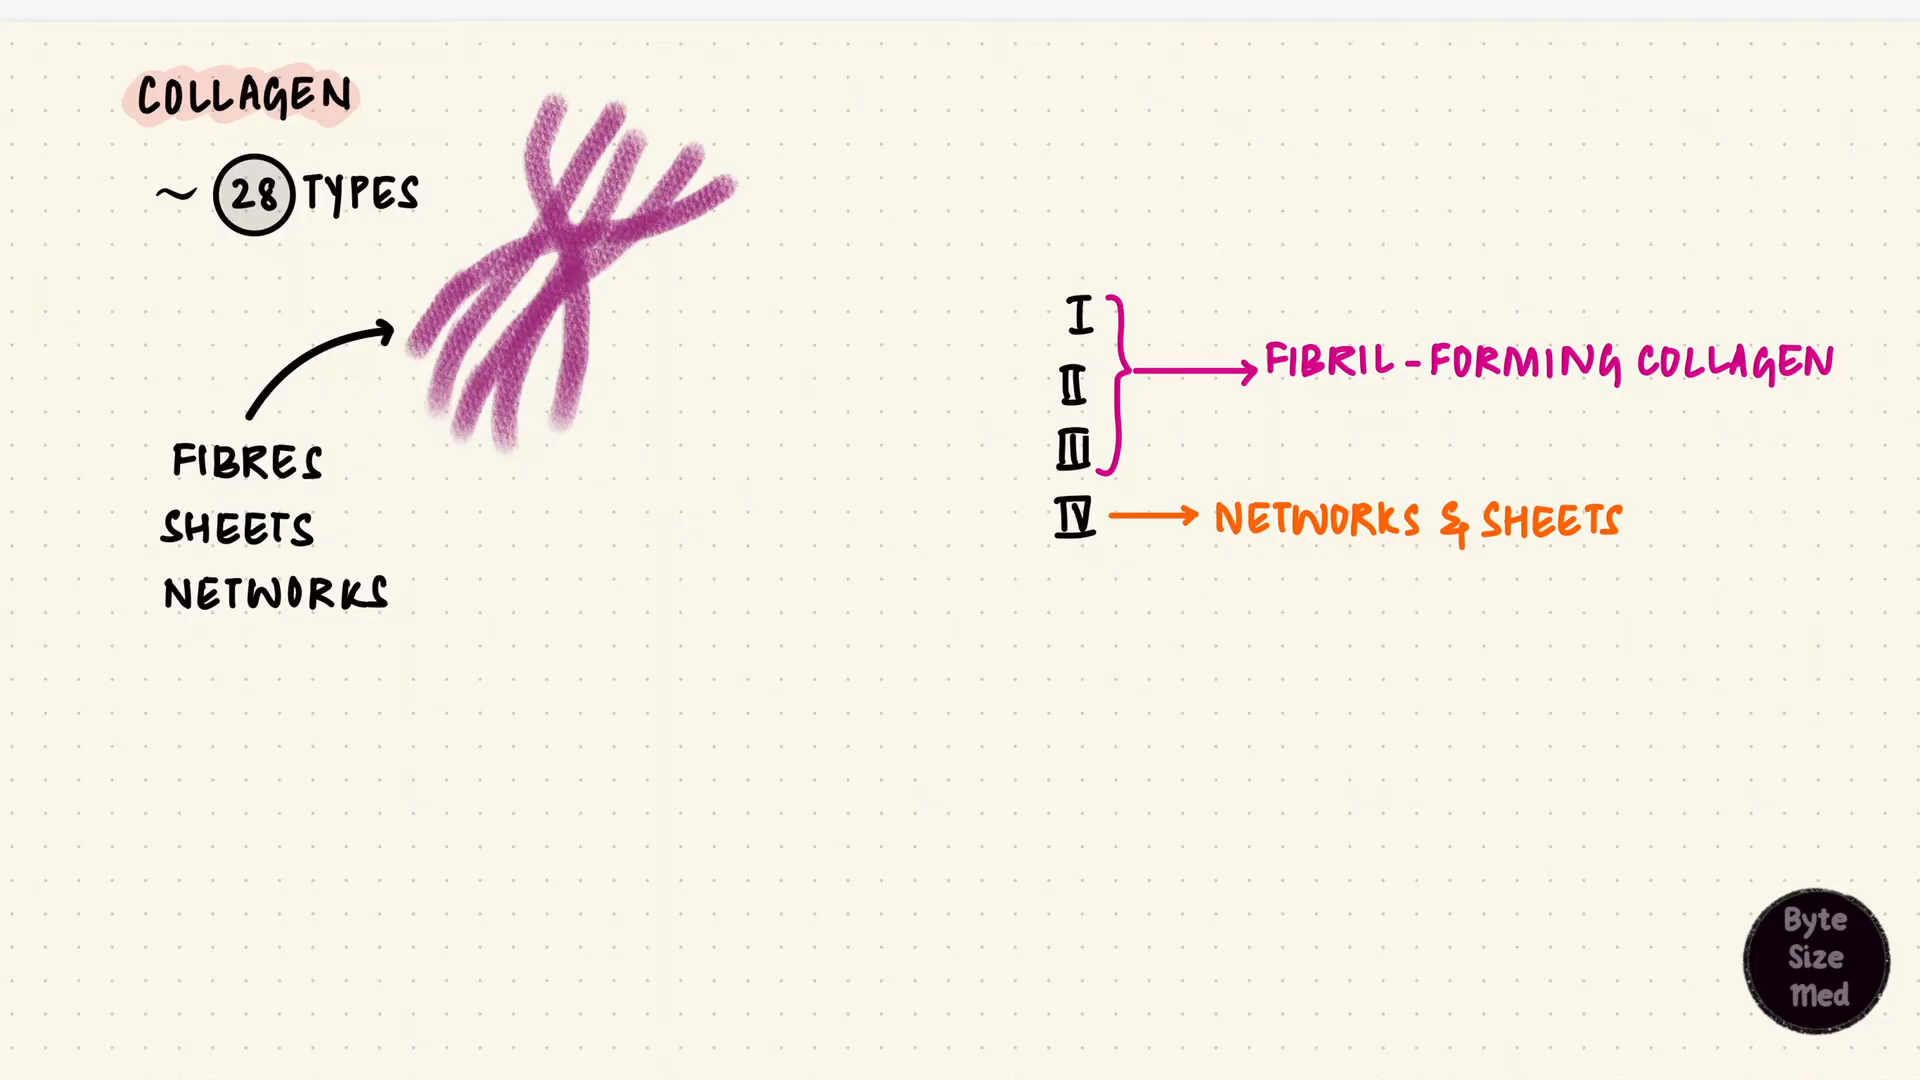 COLLAGEN
~ 28 TYPES
FIBRES
SHEETS
NETWORKS
I
II
III
FIBRIL-FORMING COLLAGEN
IV → NETWORKS & SHEETS
Byte
Size
Med